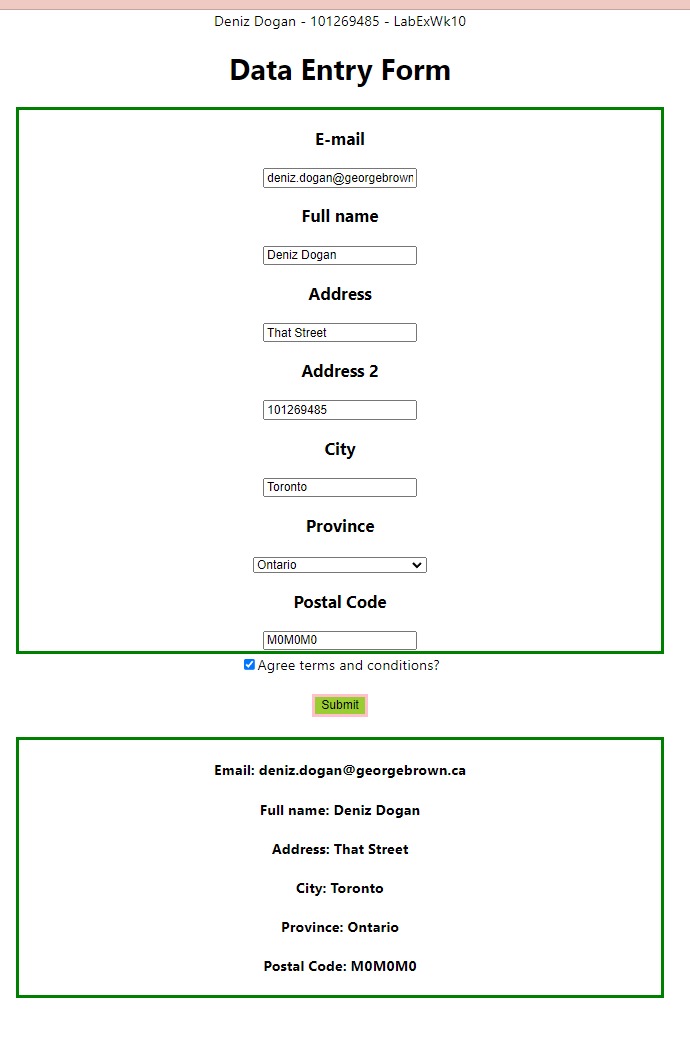 Deniz Dogan - 101269485 - LabExWk10
Data Entry Form
E-mail
deniz.dogan@georgebrown
Full name
Deniz Dogan
Address
That Street
Address 2
101269485
City
Toronto
Province
Ontario
Postal Code
M0M0M0
Agree terms and conditions?
Submit
Email: deniz.dogan@georgebrown.ca
Full name: Deniz Dogan
Address: That Street
City: Toronto
Province: Ontario
Postal Code: M0M0M0